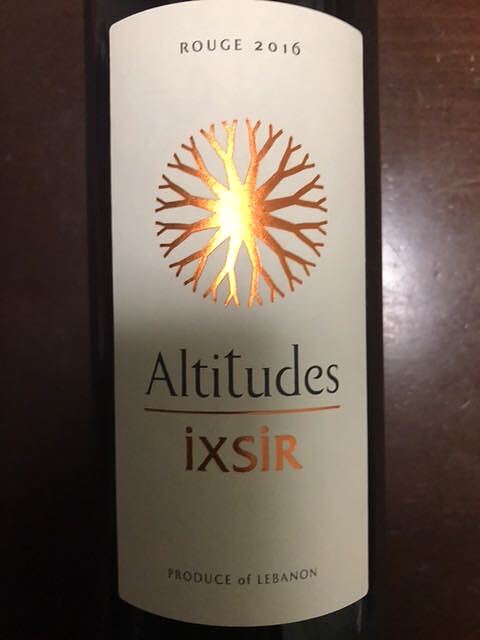 ROUGE 2016
Altitudes
iXSiR
PRODUCE of LEBANON